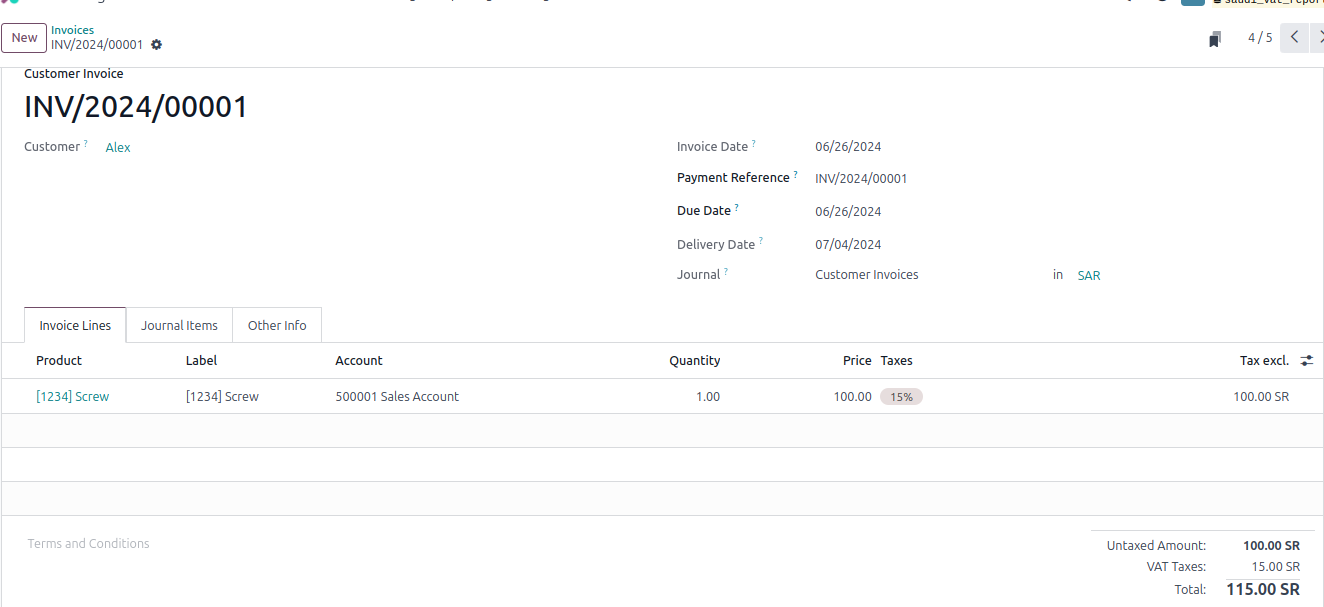 New
Invoices
INV/2024/00001
4 / 5
Customer Invoice
INV/2024/00001
Customer ? Alex
Invoice Date ? 06/26/2024
Payment Reference ? INV/2024/00001
Due Date ? 06/26/2024
Delivery Date ? 07/04/2024
Journal ? Customer Invoices in SAR
Invoice Lines Journal Items Other Info
Product Label Account Quantity Price Taxes Tax excl.
[1234] Screw [1234] Screw 500001 Sales Account 1.00 100.00 15% 100.00 SR
Terms and Conditions
Untaxed Amount: 100.00 SR
VAT Taxes: 15.00 SR
Total: 115.00 SR